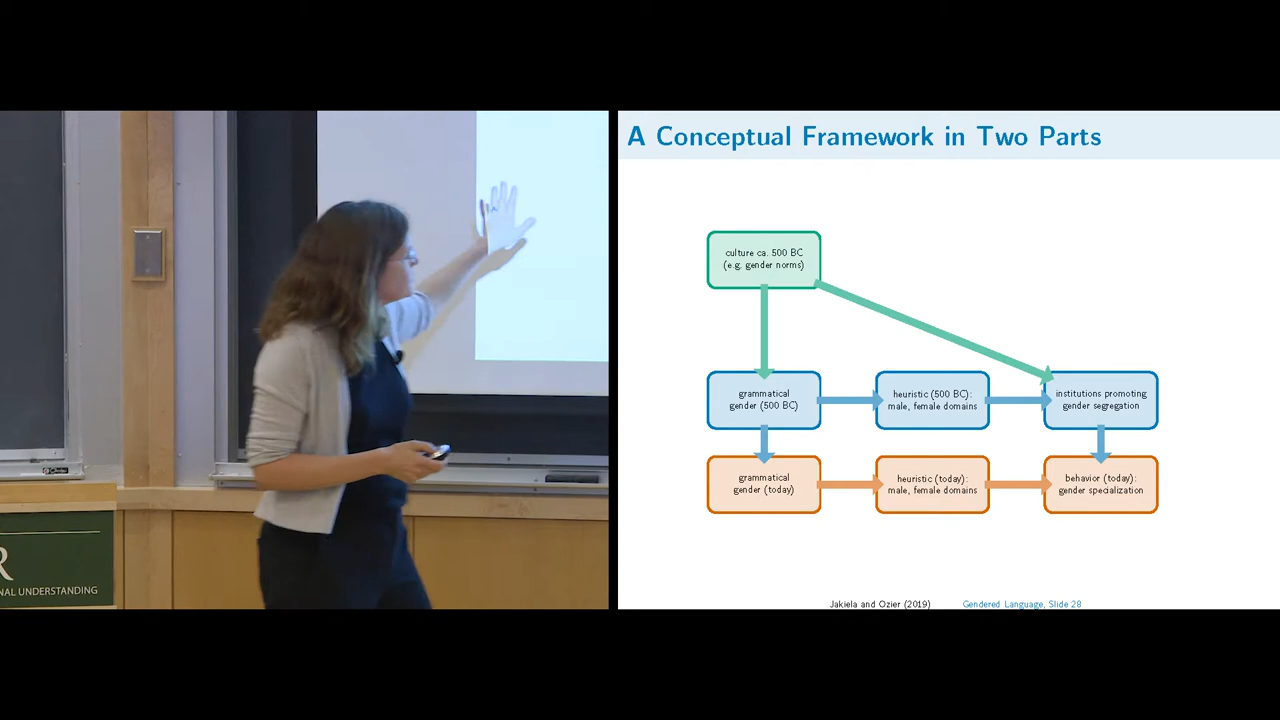 A Conceptual Framework in Two Parts
culture ca. 500 BC
(e.g. gender norms)
grammatical
gender (500 BC)
heuristic (500 BC):
male, female domains
institutions promoting
gender segregation
grammatical
gender (today)
heuristic (today):
male, female domains
behavior (today):
gender specialization
Jakiela and Ozier (2019)
Gendered Language, Slide 28
R
NAL UNDERSTANDING